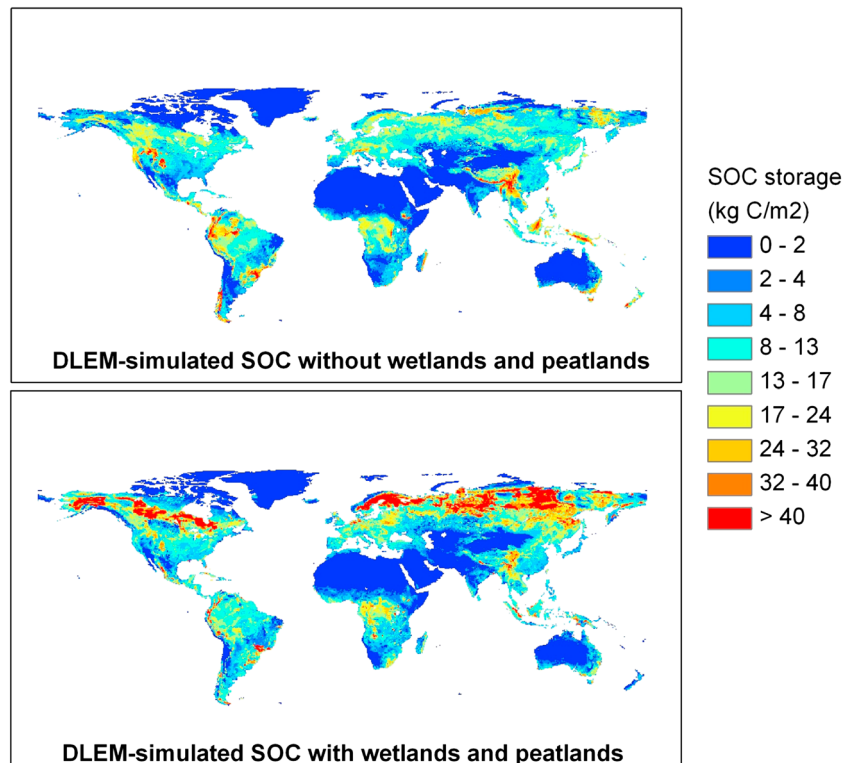 DLEM-simulated SOC without wetlands and peatlands
DLEM-simulated SOC with wetlands and peatlands
SOC storage
(kg C/m2)
0 - 2
2 - 4
4 - 8
8 - 13
13 - 17
17 - 24
24 - 32
32 - 40
> 40